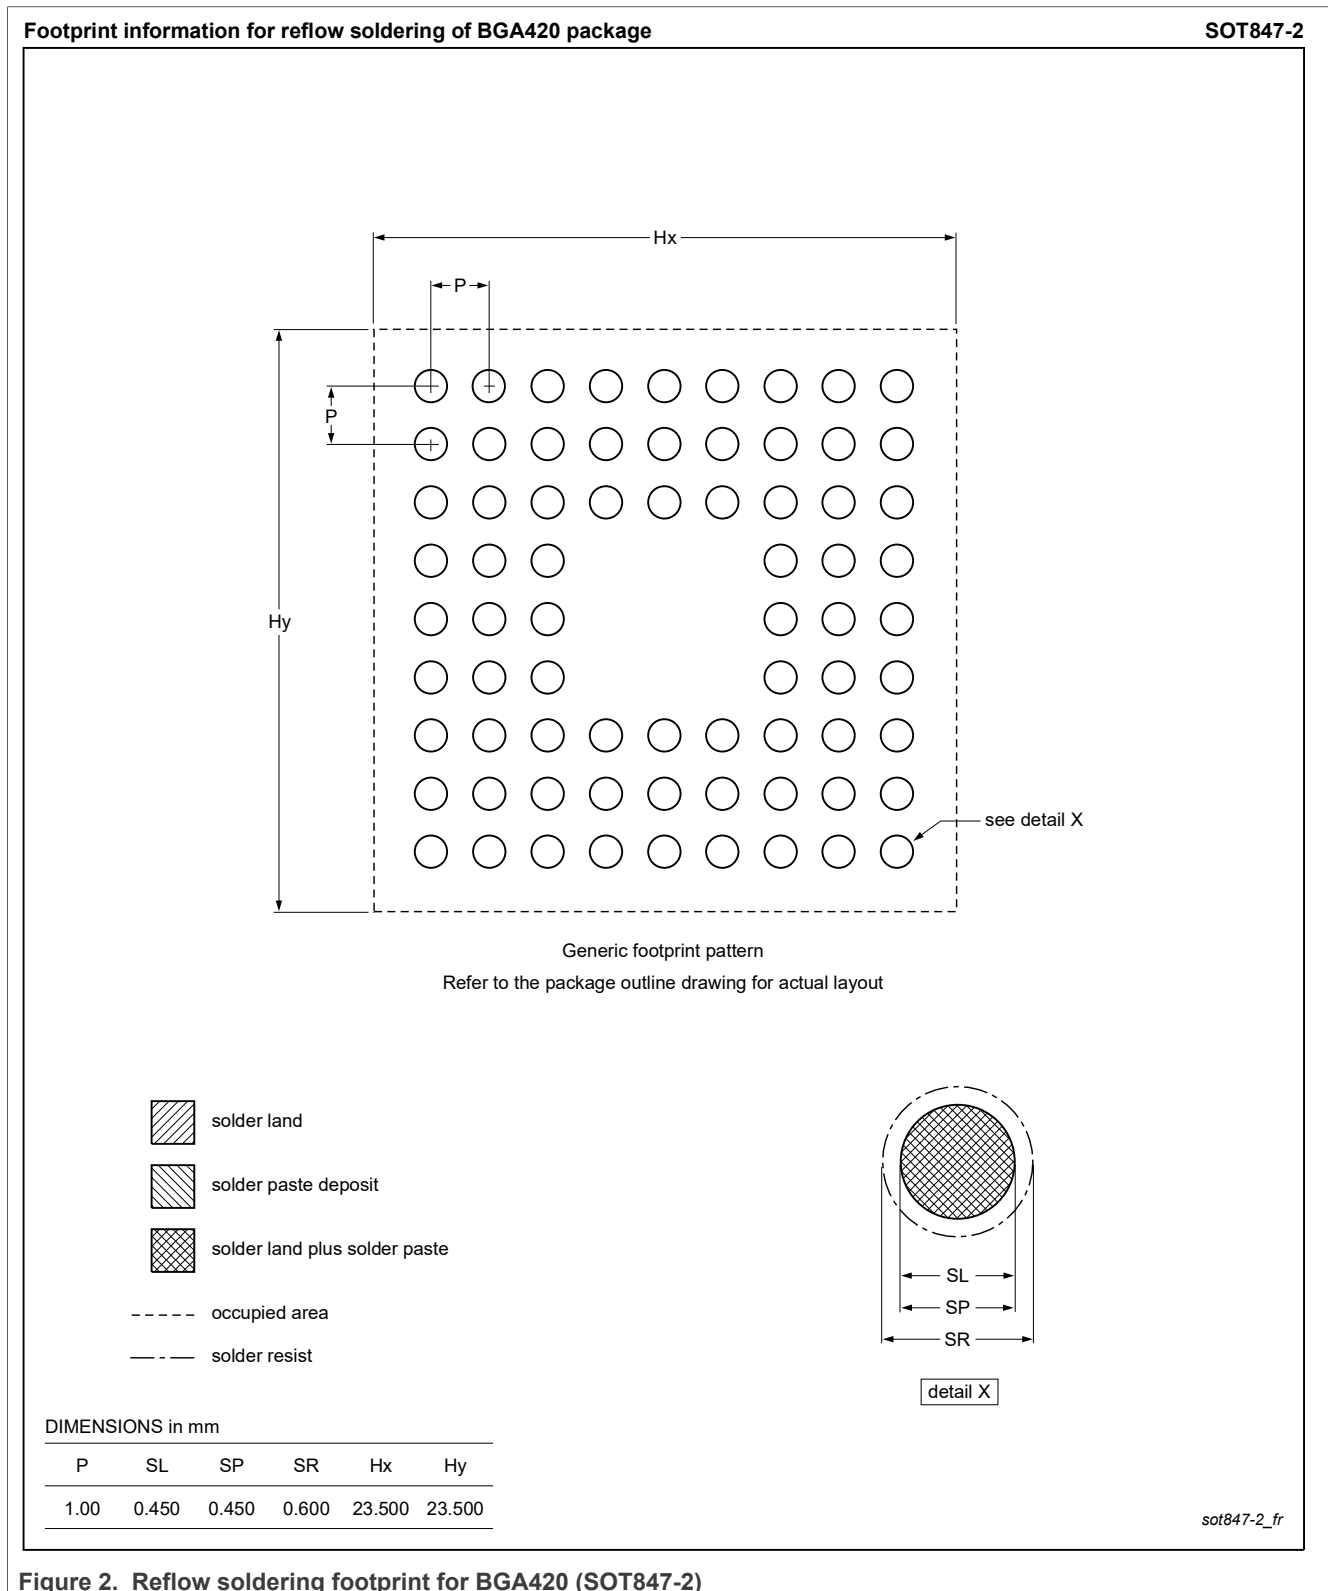 Footprint information for reflow soldering of BGA420 package SOT847-2
Hx
P
P
Hy
see detail X
Generic footprint pattern
Refer to the package outline drawing for actual layout
solder land
solder paste deposit
solder land plus solder paste
occupied area
solder resist
SL
SP
SR
detail X
DIMENSIONS in mm
P SL SP SR Hx Hy
1.00 0.450 0.450 0.600 23.500 23.500
sot847-2_fr
Figure 2. Reflow soldering footprint for BGA420 (SOT847-2)